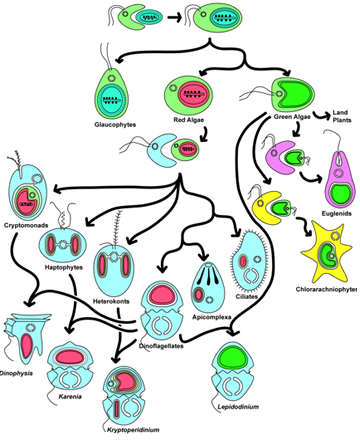 Glaucophytes
Red Algae
Green Algae
Land
Plants
Euglenids
Cryptomonads
Haptophytes
Heterokonts
Ciliates
Apicomplexa
Chlorarachniophytes
Dinoflagellates
Dinophysis
Karenia
Kryptoperidinium
Lepidodinium